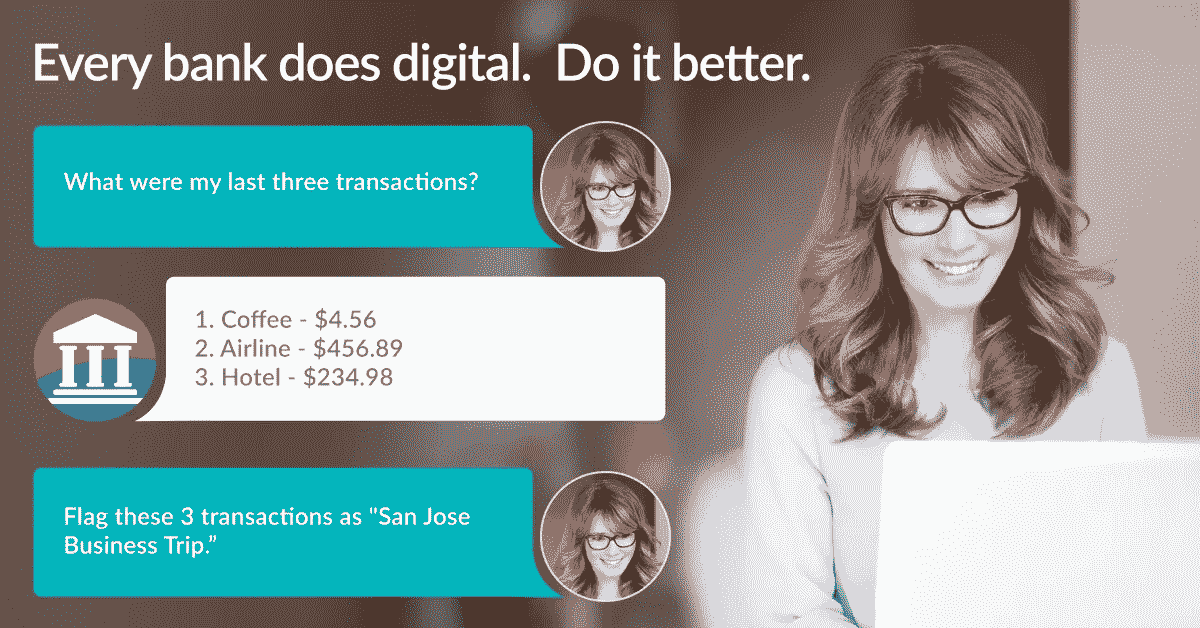 Every bank does digital.  Do it better.
What were my last three transactions?
1. Coffee - $4.56
2. Airline - $456.89
3. Hotel - $234.98
Flag these 3 transactions as "San Jose
Business Trip.”